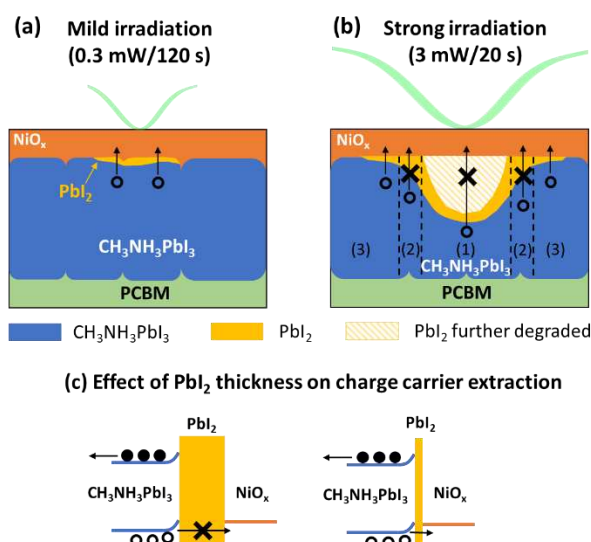 (a) Mild irradiation
(0.3 mW/120 s)
NiOₓ
PbI₂
CH₃NH₃PbI₃
PCBM
(b) Strong irradiation
(3 mW/20 s)
NiOₓ
(3) (2) (1) (2) (3)
CH₃NH₃PbI₃
PCBM
CH₃NH₃PbI₃ PbI₂ PbI₂ further degraded
(c) Effect of PbI₂ thickness on charge carrier extraction
PbI₂
CH₃NH₃PbI₃ NiOₓ
PbI₂
CH₃NH₃PbI₃ NiOₓ